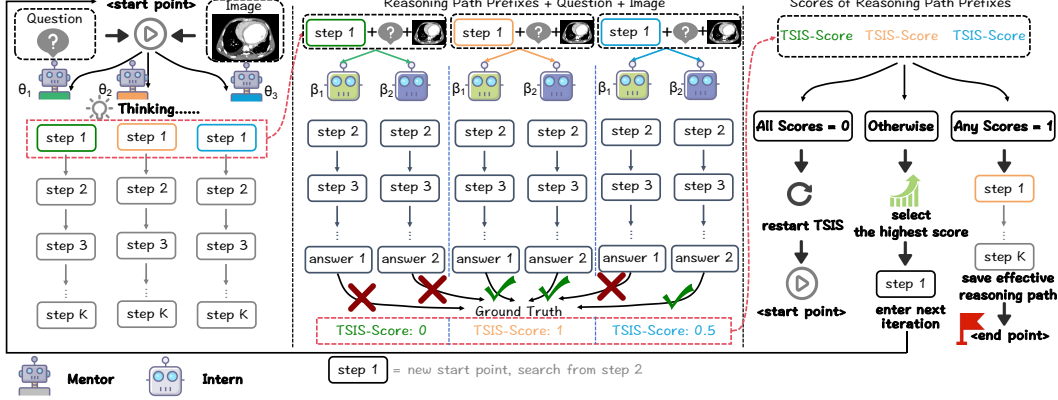 <start point>
Question
Image
θ1
θ2
θ3
Thinking......
step 1
step 1
step 1
step 2
step 2
step 2
step 3
step 3
step 3
step K
step K
step K
Reasoning Path Prefixes + Question + Image
step 1 + ? +
step 1 + ? +
step 1 + ? +
β1
β2
β1
β2
β1
β2
step 2
step 2
step 2
step 2
step 2
step 2
step 3
step 3
step 3
step 3
step 3
step 3
answer 1
answer 2
answer 1
answer 2
answer 1
answer 2
Ground Truth
TSIS-Score: 0
TSIS-Score: 1
TSIS-Score: 0.5
Scores of Reasoning Path Prefixes
TSIS-Score
TSIS-Score
TSIS-Score
All Scores = 0
Otherwise
Any Scores = 1
restart TSIS
<start point>
select
the highest score
step 1
enter next
iteration
step 1
step K
save effective
reasoning path
<end point>
Mentor
Intern
step 1 = new start point, search from step 2